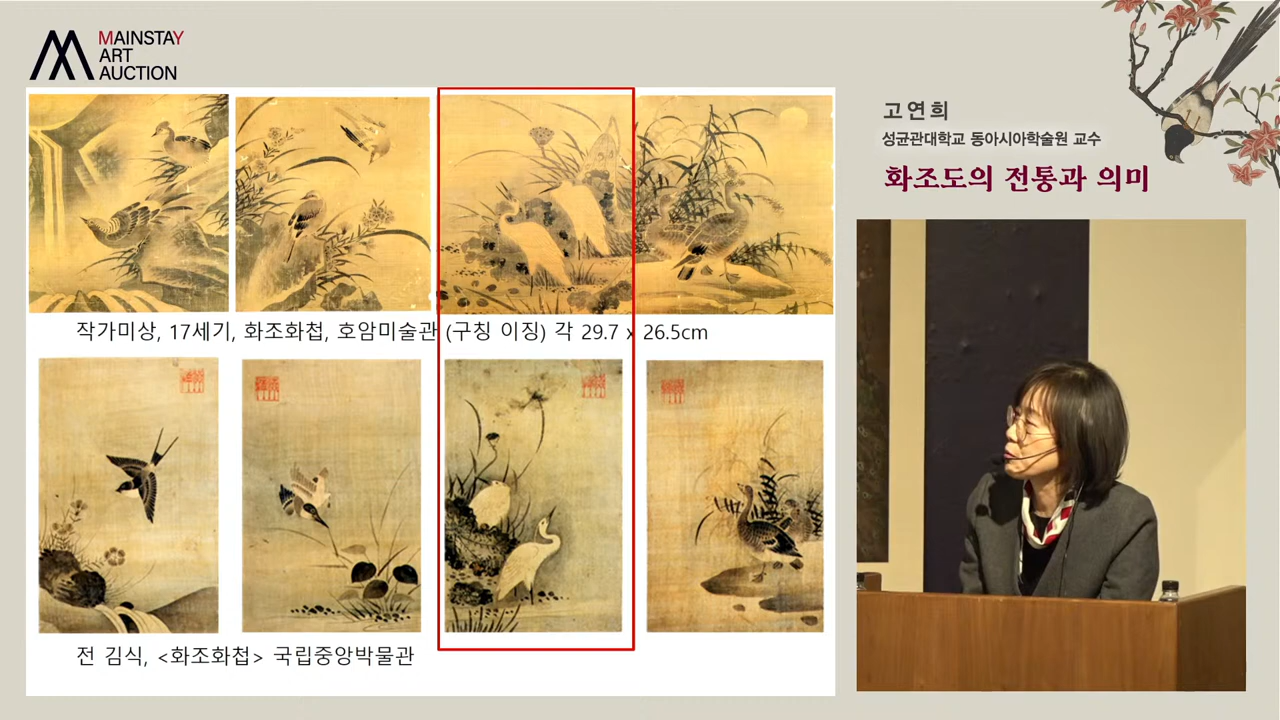 MAINSTAY
ART
AUCTION
고연희
성균관대학교 동아시아학술원 교수
화조도의 전통과 의미
작가미상, 17세기, 화조화첩, 호암미술관 (구칭 이징) 각 29.7 x 26.5cm
전 김식, <화조화첩> 국립중앙박물관